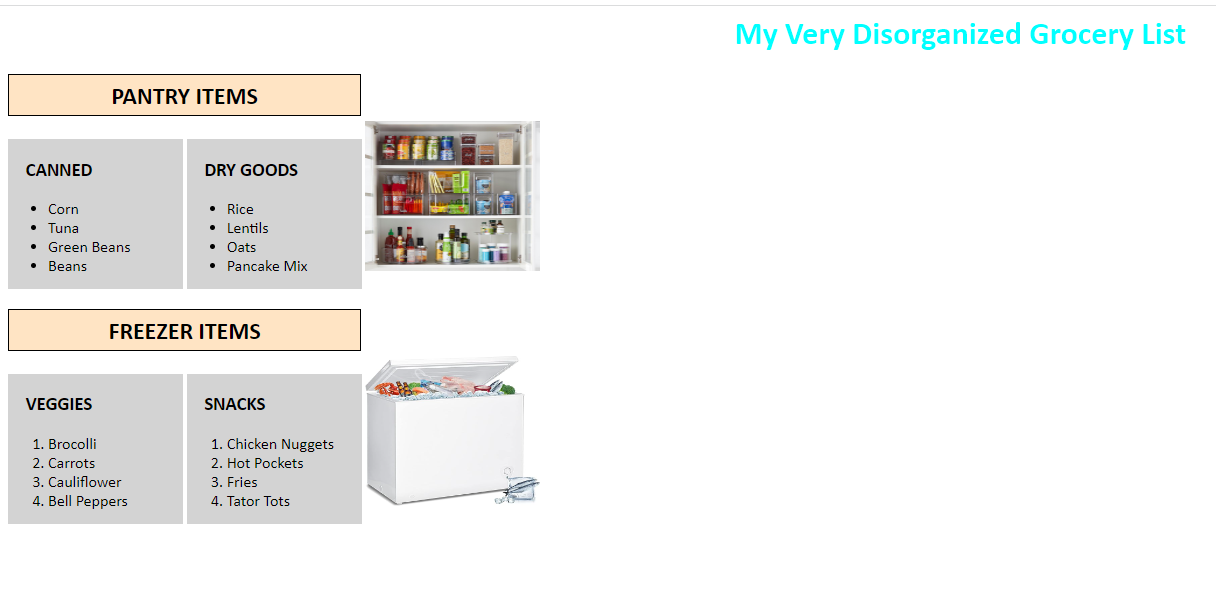 My Very Disorganized Grocery List
PANTRY ITEMS
CANNED
• Corn
• Tuna
• Green Beans
• Beans
DRY GOODS
• Rice
• Lentils
• Oats
• Pancake Mix
FREEZER ITEMS
VEGGIES
1. Brocolli
2. Carrots
3. Cauliflower
4. Bell Peppers
SNACKS
1. Chicken Nuggets
2. Hot Pockets
3. Fries
4. Tator Tots